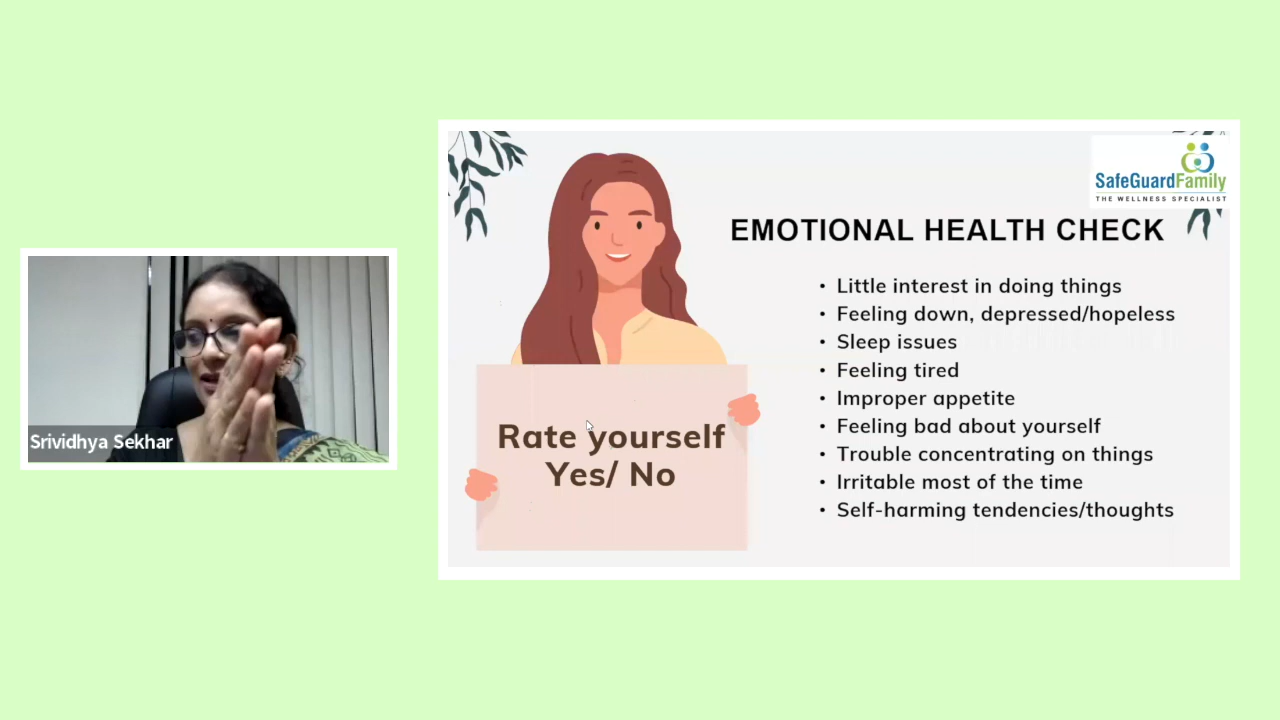 Srividhya Sekhar
SafeGuardFamily
THE WELLNESS SPECIALIST
EMOTIONAL HEALTH CHECK
• Little interest in doing things
• Feeling down, depressed/hopeless
• Sleep issues
• Feeling tired
• Improper appetite
• Feeling bad about yourself
• Trouble concentrating on things
• Irritable most of the time
• Self-harming tendencies/thoughts
Rate yourself
Yes/ No